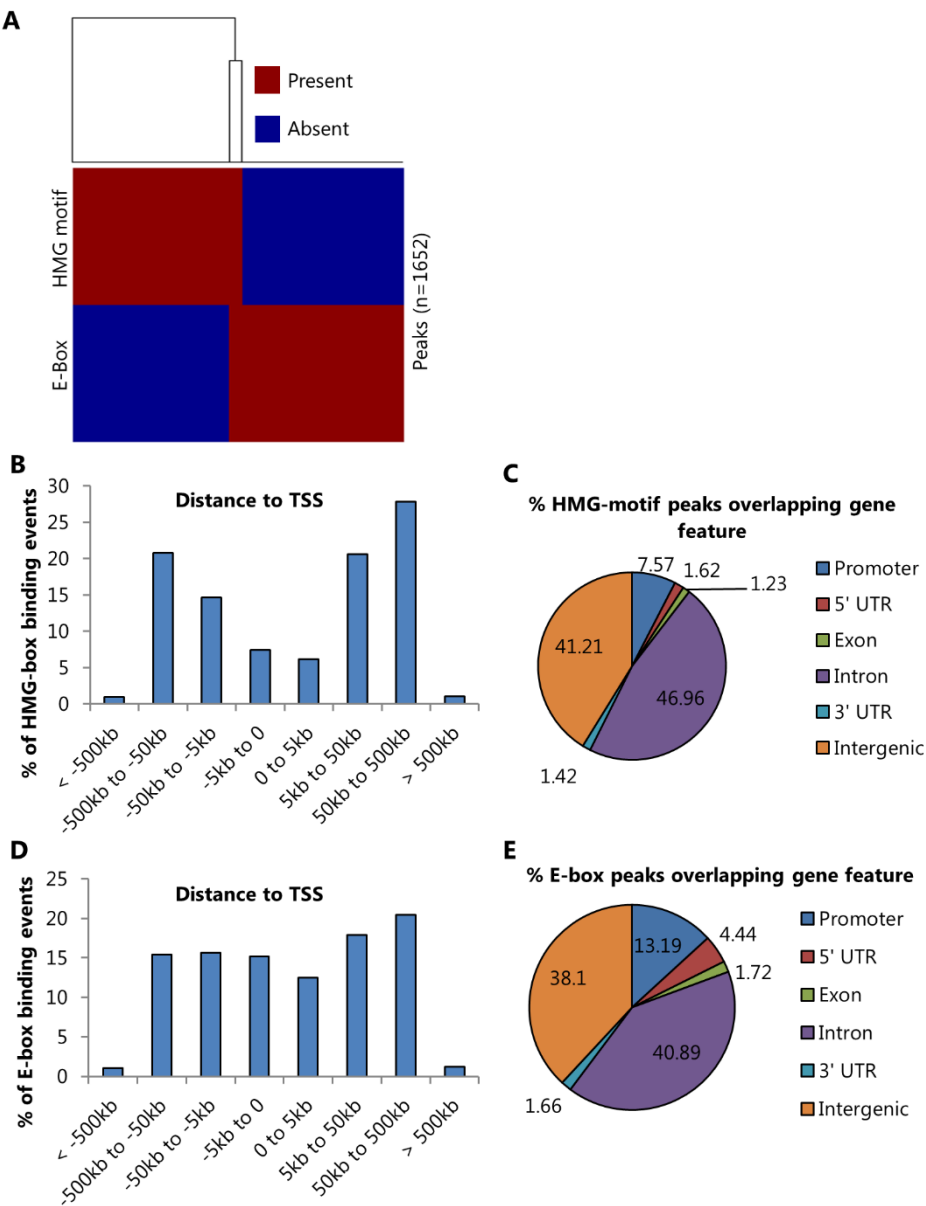 A
Present
Absent
HMG motif
E-Box
Peaks (n=1652)
B
% of HMG-box binding events
Distance to TSS
30
25
20
15
10
5
0
< -500kb
-500kb to -50kb
-50kb to -5kb
-5kb to 0
0 to 5kb
5kb to 50kb
50kb to 500kb
> 500kb
C
% HMG-motif peaks overlapping gene
feature
7.57
1.62
1.23
46.96
1.42
41.21
Promoter
5' UTR
Exon
Intron
3' UTR
Intergenic
D
% of E-box binding events
Distance to TSS
25
20
15
10
5
0
< -500kb
-500kb to -50kb
-50kb to -5kb
-5kb to 0
0 to 5kb
5kb to 50kb
50kb to 500kb
> 500kb
E
% E-box peaks overlapping gene feature
13.19
4.44
1.72
40.89
1.66
38.1
Promoter
5' UTR
Exon
Intron
3' UTR
Intergenic